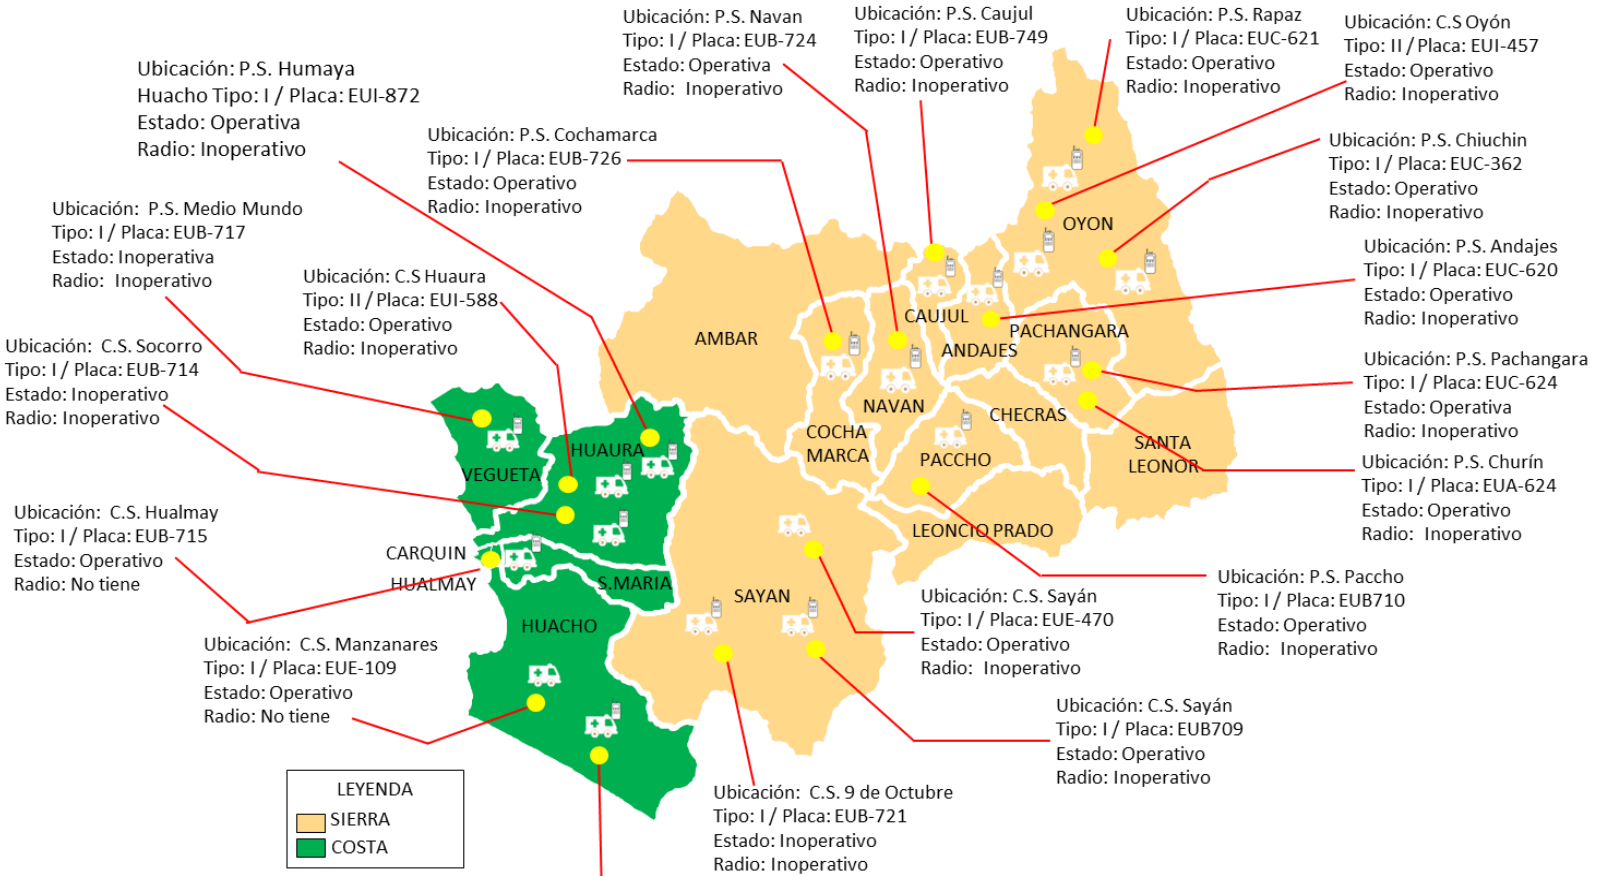 Ubicación: P.S. Humaya
Huacho Tipo: I / Placa: EUI-872
Estado: Operativa
Radio: Inoperativo
Ubicación: P.S. Navan
Tipo: I / Placa: EUB-724
Estado: Operativa
Radio: Inoperativo
Ubicación: P.S. Caujul
Tipo: I / Placa: EUB-749
Estado: Operativo
Radio: Inoperativo
Ubicación: P.S. Rapaz
Tipo: I / Placa: EUC-621
Estado: Operativo
Radio: Inoperativo
Ubicación: C.S Oyón
Tipo: II / Placa: EUI-457
Estado: Operativo
Radio: Inoperativo
Ubicación: P.S. Cochamarca
Tipo: I / Placa: EUB-726
Estado: Operativo
Radio: Inoperativo
Ubicación: P.S. Chiuchin
Tipo: I / Placa: EUC-362
Estado: Operativo
Radio: Inoperativo
Ubicación: P.S. Medio Mundo
Tipo: I / Placa: EUB-717
Estado: Inoperativa
Radio: Inoperativo
Ubicación: C.S Huaura
Tipo: II / Placa: EUI-588
Estado: Operativo
Radio: Inoperativo
Ubicación: P.S. Andajes
Tipo: I / Placa: EUC-620
Estado: Operativo
Radio: Inoperativo
Ubicación: C.S. Socorro
Tipo: I / Placa: EUB-714
Estado: Inoperativo
Radio: Inoperativo
Ubicación: P.S. Pachangara
Tipo: I / Placa: EUC-624
Estado: Operativa
Radio: Inoperativo
Ubicación: P.S. Churín
Tipo: I / Placa: EUA-624
Estado: Operativo
Radio: Inoperativo
OYON
AMBAR
CAUJUL
PACHANGARA
ANDAJES
NAVAN
CHECRAS
COCHA
MARCA
PACCHO
SANTA
LEONOR
LEONCIO PRADO
HUAURA
VEGUETA
CARQUIN
HUALMAY
S.MARIA
SAYAN
HUACHO
Ubicación: C.S. Hualmay
Tipo: I / Placa: EUB-715
Estado: Operativo
Radio: No tiene
Ubicación: P.S. Paccho
Tipo: I / Placa: EUB710
Estado: Operativo
Radio: Inoperativo
Ubicación: C.S. Sayán
Tipo: I / Placa: EUE-470
Estado: Operativo
Radio: Inoperativo
Ubicación: C.S. Manzanares
Tipo: I / Placa: EUE-109
Estado: Operativo
Radio: No tiene
Ubicación: C.S. Sayán
Tipo: I / Placa: EUB709
Estado: Operativo
Radio: Inoperativo
Ubicación: C.S. 9 de Octubre
Tipo: I / Placa: EUB-721
Estado: Inoperativo
Radio: Inoperativo
LEYENDA
SIERRA
COSTA